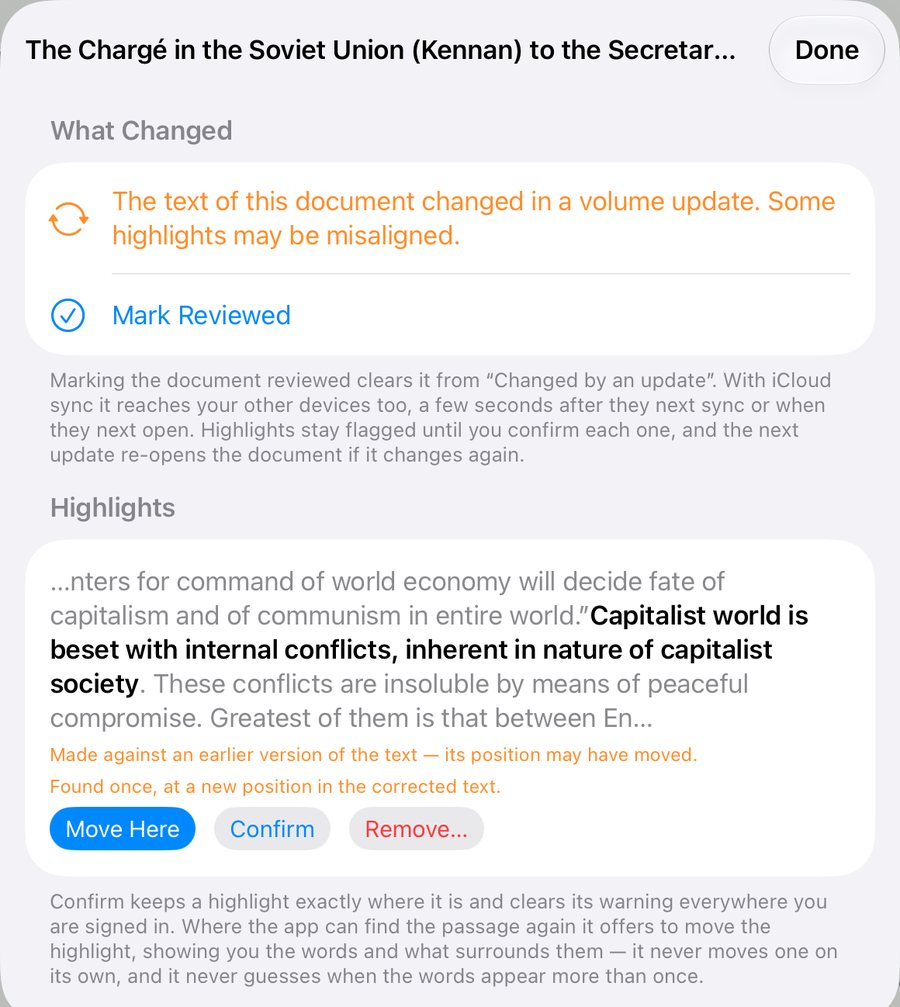 The Chargé in the Soviet Union (Kennan) to the Secretar...
Done
What Changed
The text of this document changed in a volume update. Some
highlights may be misaligned.
Mark Reviewed
Marking the document reviewed clears it from “Changed by an update”. With iCloud
sync it reaches your other devices too, a few seconds after they next sync or when
they next open. Highlights stay flagged until you confirm each one, and the next
update re-opens the document if it changes again.
Highlights
...nters for command of world economy will decide fate of
capitalism and of communism in entire world.”Capitalist world is
beset with internal conflicts, inherent in nature of capitalist
society. These conflicts are insoluble by means of peaceful
compromise. Greatest of them is that between En...
Made against an earlier version of the text — its position may have moved.
Found once, at a new position in the corrected text.
Move Here
Confirm
Remove...
Confirm keeps a highlight exactly where it is and clears its warning everywhere you
are signed in. Where the app can find the passage again it offers to move the
highlight, showing you the words and what surrounds them — it never moves one on
its own, and it never guesses when the words appear more than once.